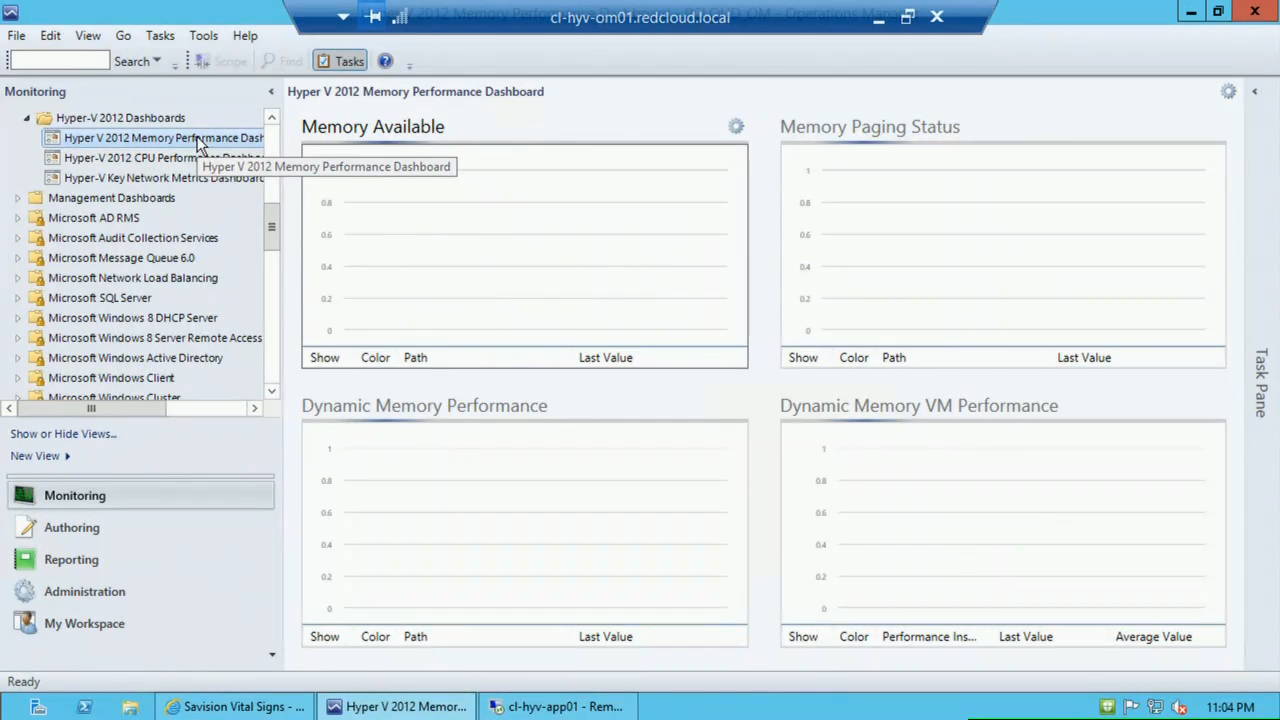 cl-hyv-om01.redcloud.local
File Edit View Go Tasks Tools Help
Search Scope Find Tasks
Monitoring
Hyper-V 2012 Dashboards
Hyper V 2012 Memory Performance Dash
Hyper-V 2012 CPU Performance Dashboa
Hyper V 2012 Memory Performance Dashboard
Hyper-V Key Network Metrics Dashboard
Management Dashboards
Microsoft AD RMS
Microsoft Audit Collection Services
Microsoft Message Queue 6.0
Microsoft Network Load Balancing
Microsoft SQL Server
Microsoft Windows 8 DHCP Server
Microsoft Windows 8 Server Remote Access
Microsoft Windows Active Directory
Microsoft Windows Client
Microsoft Windows Cluster
Show or Hide Views...
New View
Monitoring
Authoring
Reporting
Administration
My Workspace
Hyper V 2012 Memory Performance Dashboard
Memory Available
0.8
0.6
0.4
0.2
0
Show Color Path Last Value
Memory Paging Status
1
0.8
0.6
0.4
0.2
0
Show Color Path Last Value
Dynamic Memory Performance
1
0.8
0.6
0.4
0.2
0
Show Color Path Last Value
Dynamic Memory VM Performance
1
0.8
0.6
0.4
0.2
0
Show Color Performance Ins... Last Value Average Value
Task Pane
Ready
Savision Vital Signs - ...
Hyper V 2012 Memor...
cl-hyv-app01 - Rem...
11:04 PM